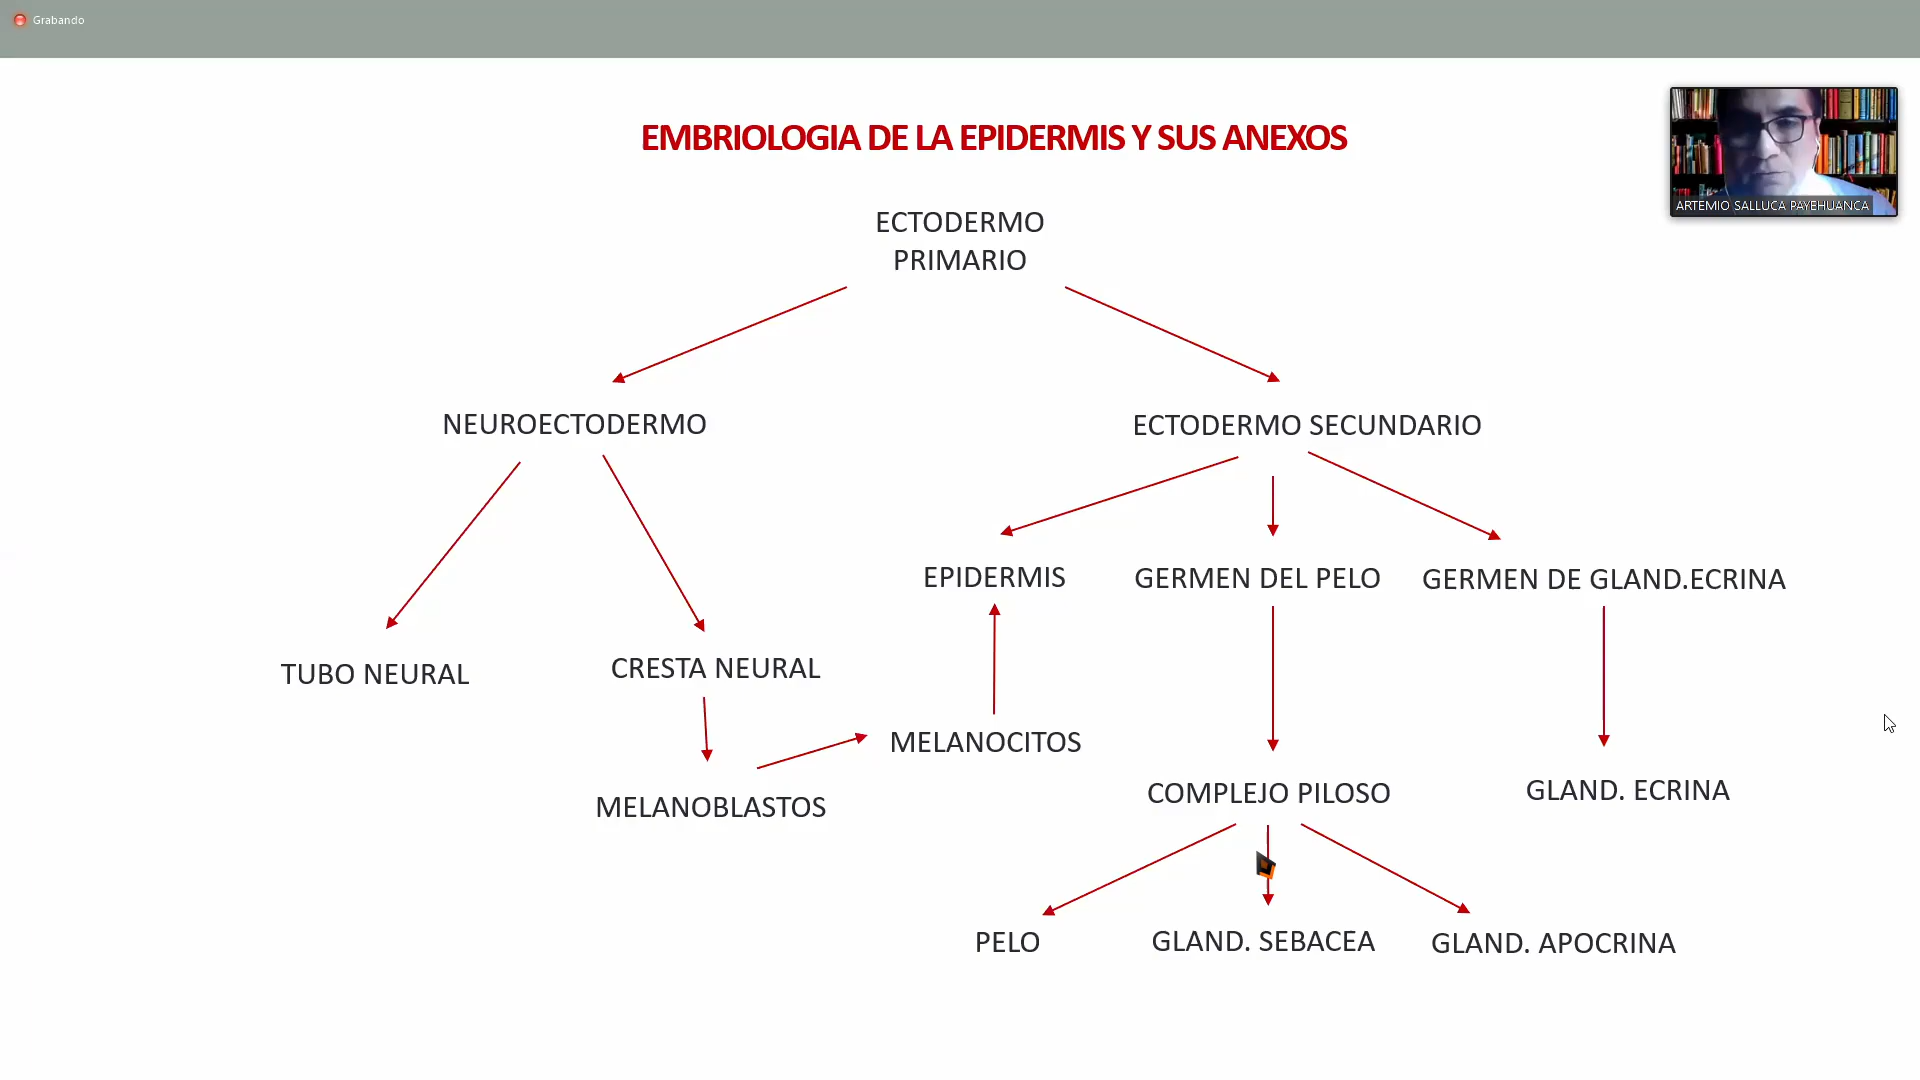 Grabando
EMBRIOLOGIA DE LA EPIDERMIS Y SUS ANEXOS
ARTEMIO SALLUCA PAYEHUANCA
ECTODERMO
PRIMARIO
NEUROECTODERMO
ECTODERMO SECUNDARIO
EPIDERMIS
GERMEN DEL PELO
GERMEN DE GLAND.ECRINA
TUBO NEURAL
CRESTA NEURAL
MELANOCITOS
MELANOBLASTOS
COMPLEJO PILOSO
GLAND. ECRINA
PELO
GLAND. SEBACEA
GLAND. APOCRINA